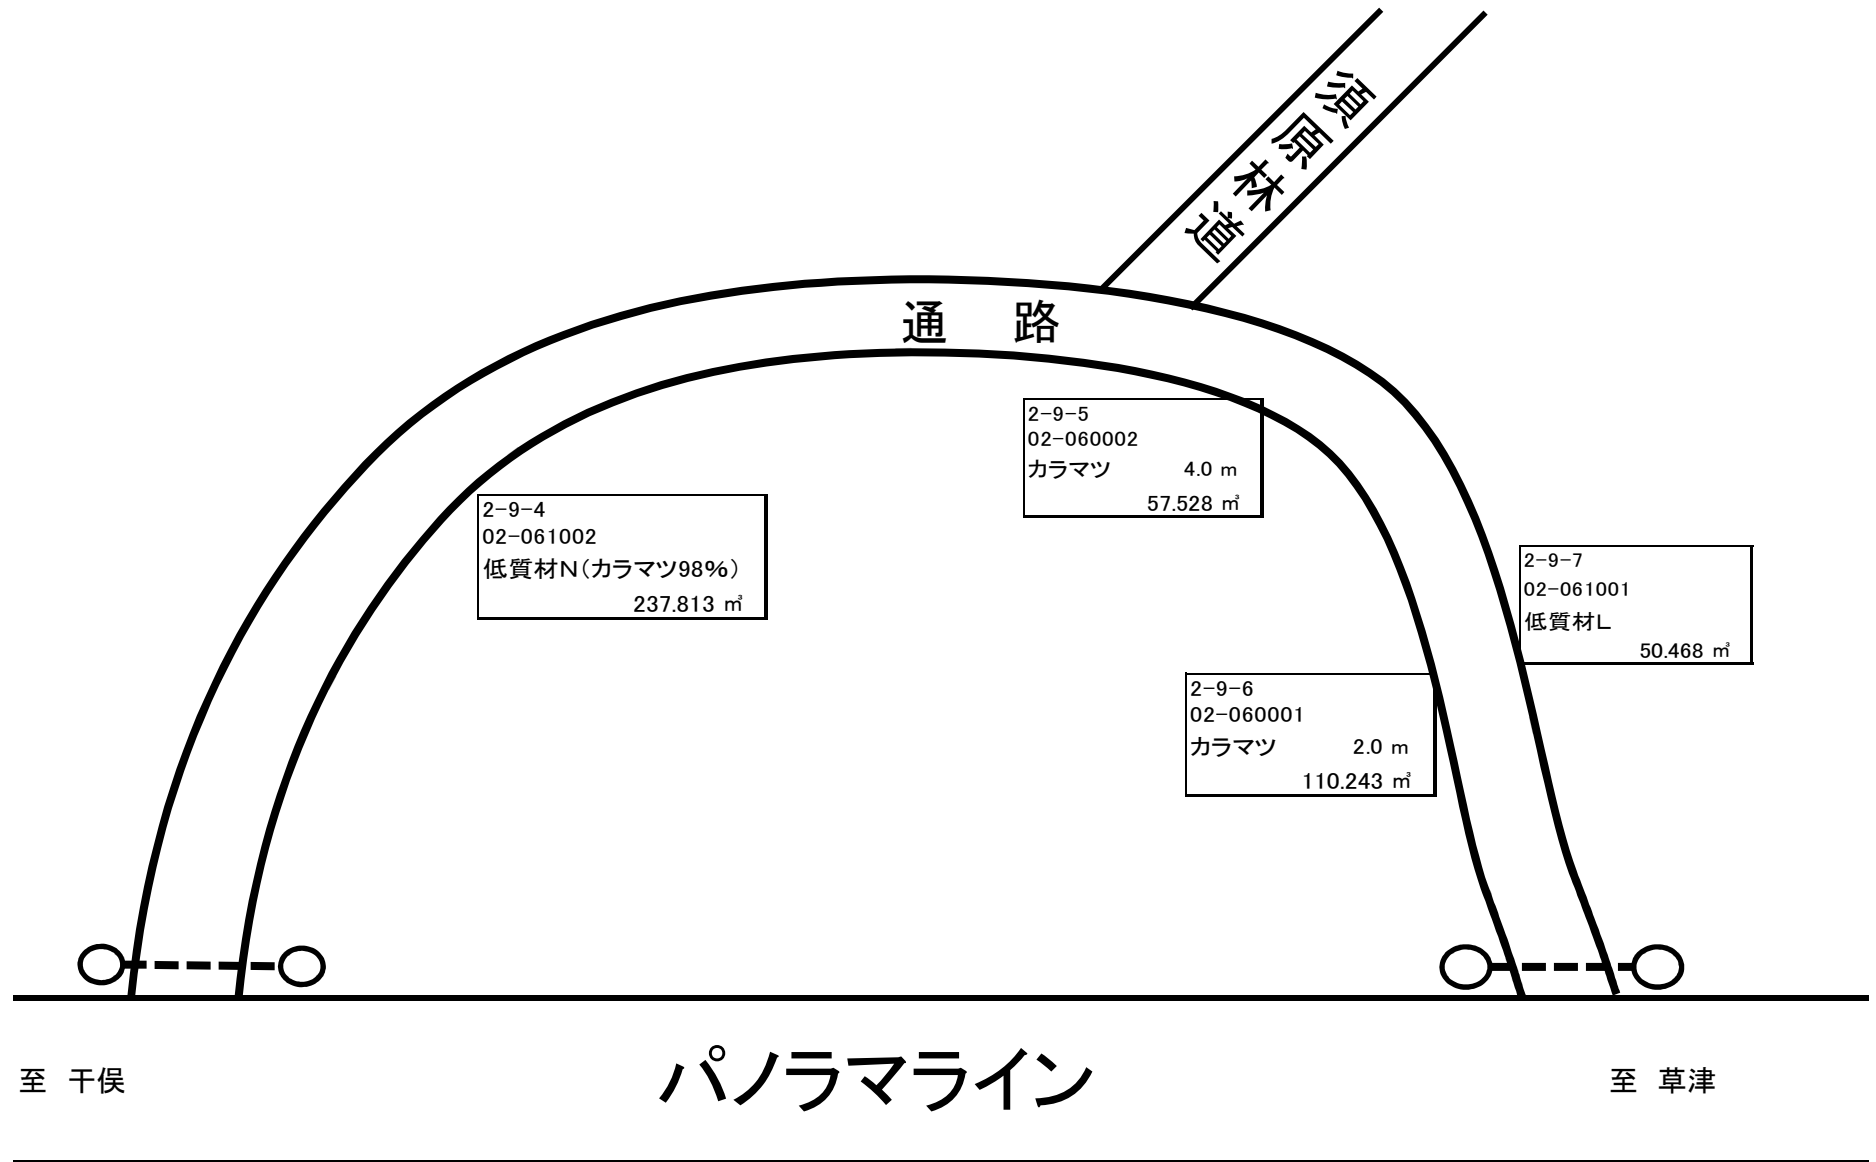 須原林道
通 路
2-9-5
02-060002
カラマツ 4.0 m
57.528 ㎥
2-9-4
02-061002
低質材N(カラマツ98%)
237.813 ㎥
2-9-7
02-061001
低質材L
50.468 ㎥
2-9-6
02-060001
カラマツ 2.0 m
110.243 ㎥
至 干俣
パノラマライン
至 草津